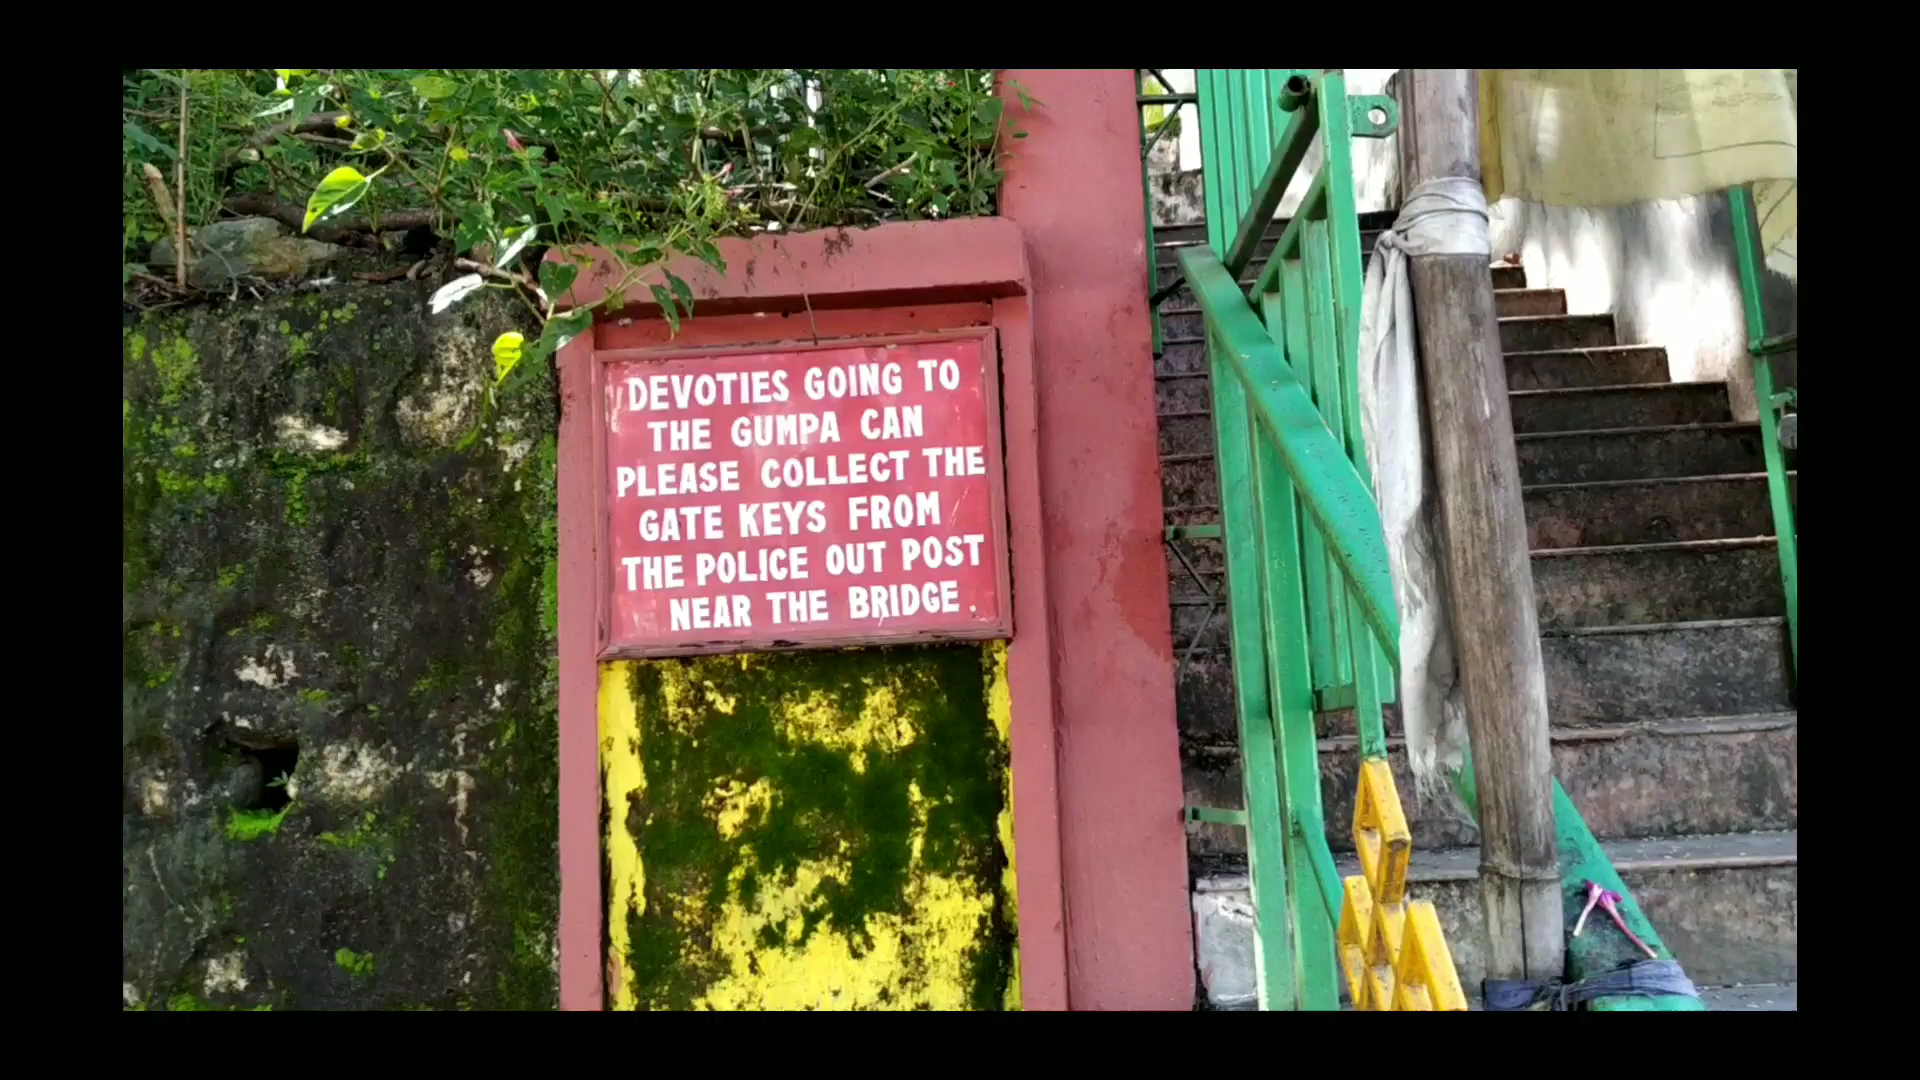 DEVOTIES GOING TO
THE GUMPA CAN
PLEASE COLLECT THE
GATE KEYS FROM
THE POLICE OUT POST
NEAR THE BRIDGE.